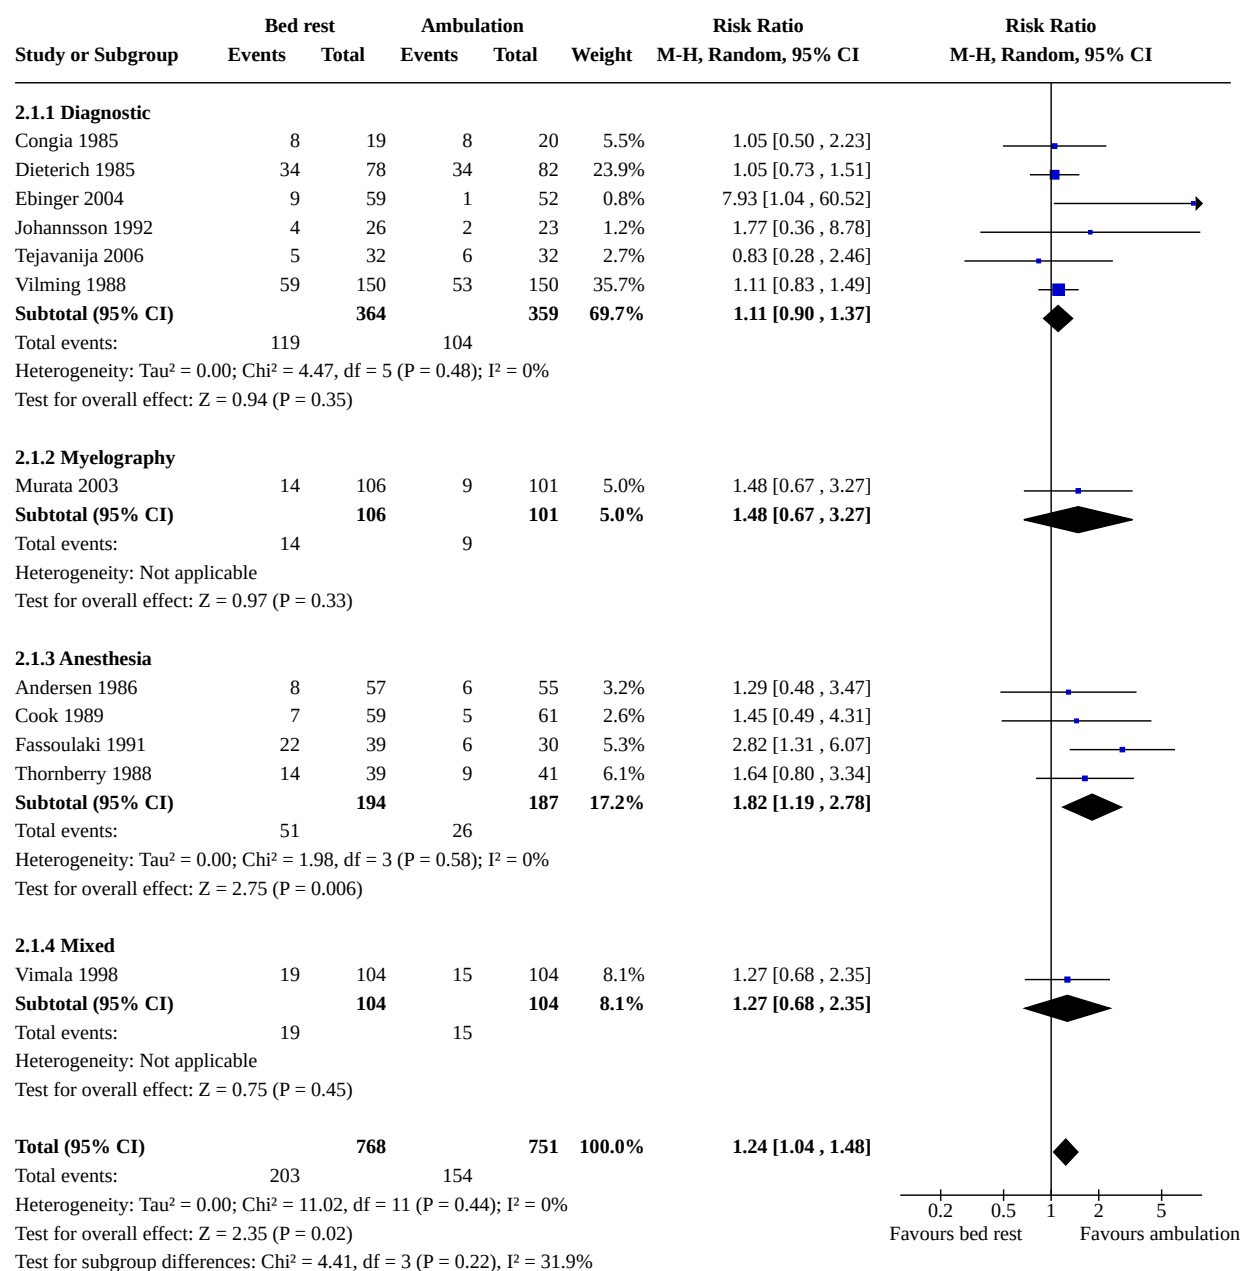 Bed rest Ambulation Risk Ratio Risk Ratio
Study or Subgroup Events Total Events Total Weight M-H, Random, 95% CI M-H, Random, 95% CI
2.1.1 Diagnostic
Congia 1985 8 19 8 20 5.5% 1.05 [0.50 , 2.23]
Dieterich 1985 34 78 34 82 23.9% 1.05 [0.73 , 1.51]
Ebinger 2004 9 59 1 52 0.8% 7.93 [1.04 , 60.52]
Johannsson 1992 4 26 2 23 1.2% 1.77 [0.36 , 8.78]
Tejavanija 2006 5 32 6 32 2.7% 0.83 [0.28 , 2.46]
Vilming 1988 59 150 53 150 35.7% 1.11 [0.83 , 1.49]
Subtotal (95% CI) 364 359 69.7% 1.11 [0.90 , 1.37]
Total events: 119 104
Heterogeneity: Tau² = 0.00; Chi² = 4.47, df = 5 (P = 0.48); I² = 0%
Test for overall effect: Z = 0.94 (P = 0.35)
2.1.2 Myelography
Murata 2003 14 106 9 101 5.0% 1.48 [0.67 , 3.27]
Subtotal (95% CI) 106 101 5.0% 1.48 [0.67 , 3.27]
Total events: 14 9
Heterogeneity: Not applicable
Test for overall effect: Z = 0.97 (P = 0.33)
2.1.3 Anesthesia
Andersen 1986 8 57 6 55 3.2% 1.29 [0.48 , 3.47]
Cook 1989 7 59 5 61 2.6% 1.45 [0.49 , 4.31]
Fassoulaki 1991 22 39 6 30 5.3% 2.82 [1.31 , 6.07]
Thornberry 1988 14 39 9 41 6.1% 1.64 [0.80 , 3.34]
Subtotal (95% CI) 194 187 17.2% 1.82 [1.19 , 2.78]
Total events: 51 26
Heterogeneity: Tau² = 0.00; Chi² = 1.98, df = 3 (P = 0.58); I² = 0%
Test for overall effect: Z = 2.75 (P = 0.006)
2.1.4 Mixed
Vimala 1998 19 104 15 104 8.1% 1.27 [0.68 , 2.35]
Subtotal (95% CI) 104 104 8.1% 1.27 [0.68 , 2.35]
Total events: 19 15
Heterogeneity: Not applicable
Test for overall effect: Z = 0.75 (P = 0.45)
Total (95% CI) 768 751 100.0% 1.24 [1.04 , 1.48]
Total events: 203 154
Heterogeneity: Tau² = 0.00; Chi² = 11.02, df = 11 (P = 0.44); I² = 0%
0.2 0.5 1 2 5
Test for overall effect: Z = 2.35 (P = 0.02)
Favours bed rest Favours ambulation
Test for subgroup differences: Chi² = 4.41, df = 3 (P = 0.22), I² = 31.9%